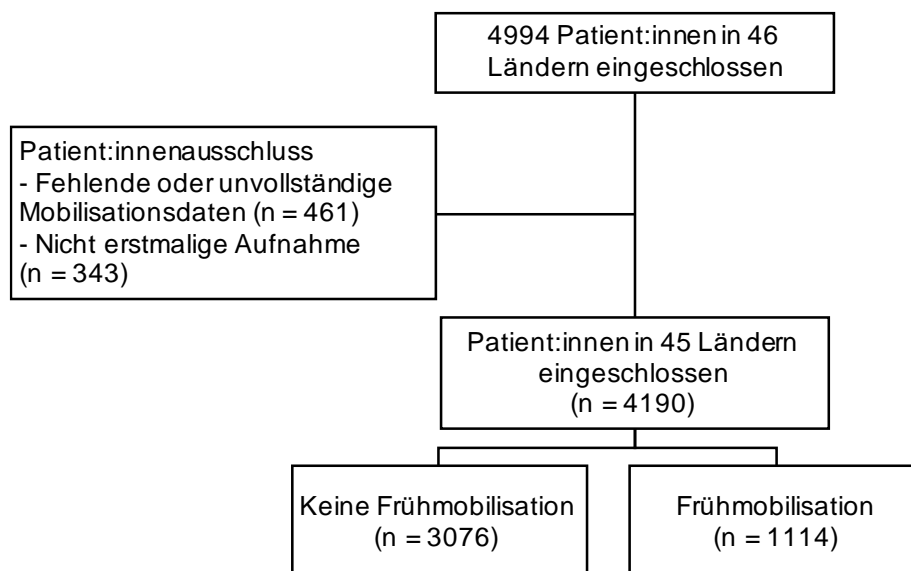 4994 Patient:innen in 46
Ländern eingeschlossen
Patient:innenausschluss
- Fehlende oder unvollständige
Mobilisationsdaten (n = 461)
- Nicht erstmalige Aufnahme
(n = 343)
Patient:innen in 45 Ländern
eingeschlossen
(n = 4190)
Keine Frühmobilisation
(n = 3076)
Frühmobilisation
(n = 1114)